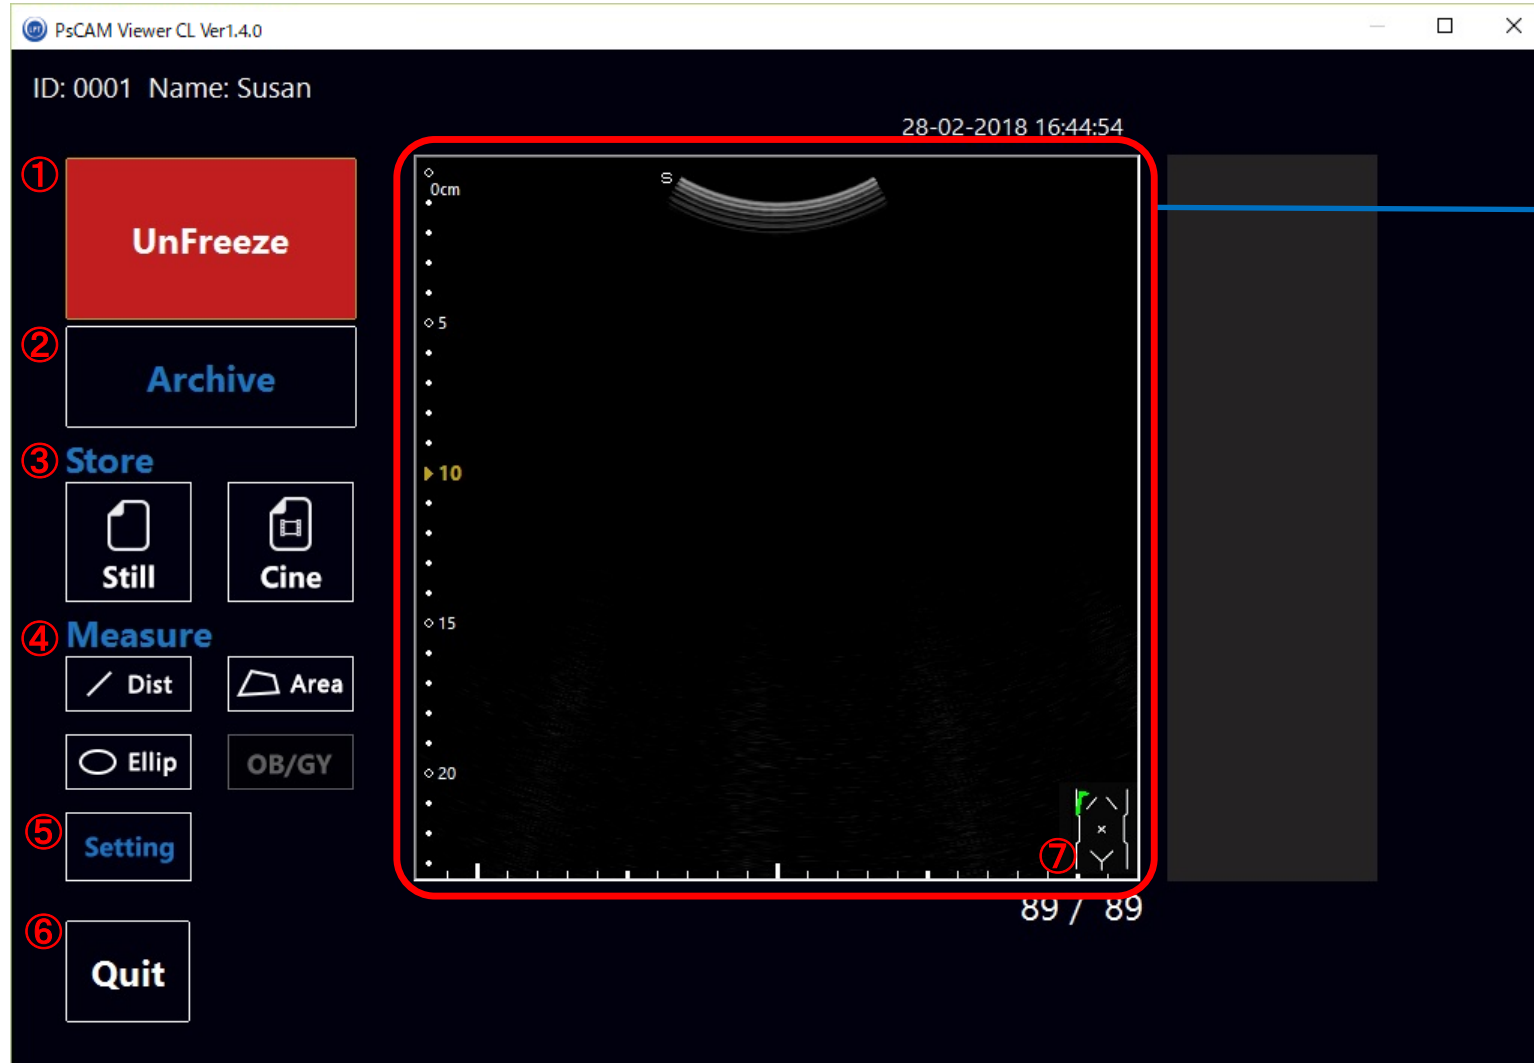 PsCAM Viewer CL Ver1.4.0
ID: 0001 Name: Susan
28-02-2018 16:44:54
① UnFreeze
② Archive
③ Store
Still Cine
④ Measure
Dist Area
Ellip OB/GY
⑤ Setting
⑥ Quit
S
0cm
5
10
15
20
⑦
89 / 89